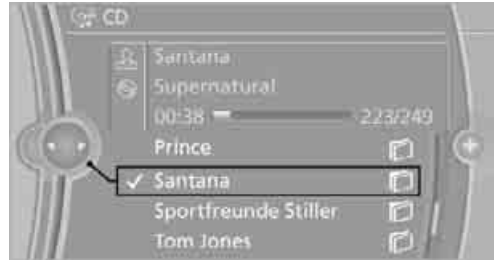 CD
Santana
Supernatural
00:38 223/249
Prince
Santana
Sportfreunde Stiller
Tom Jones